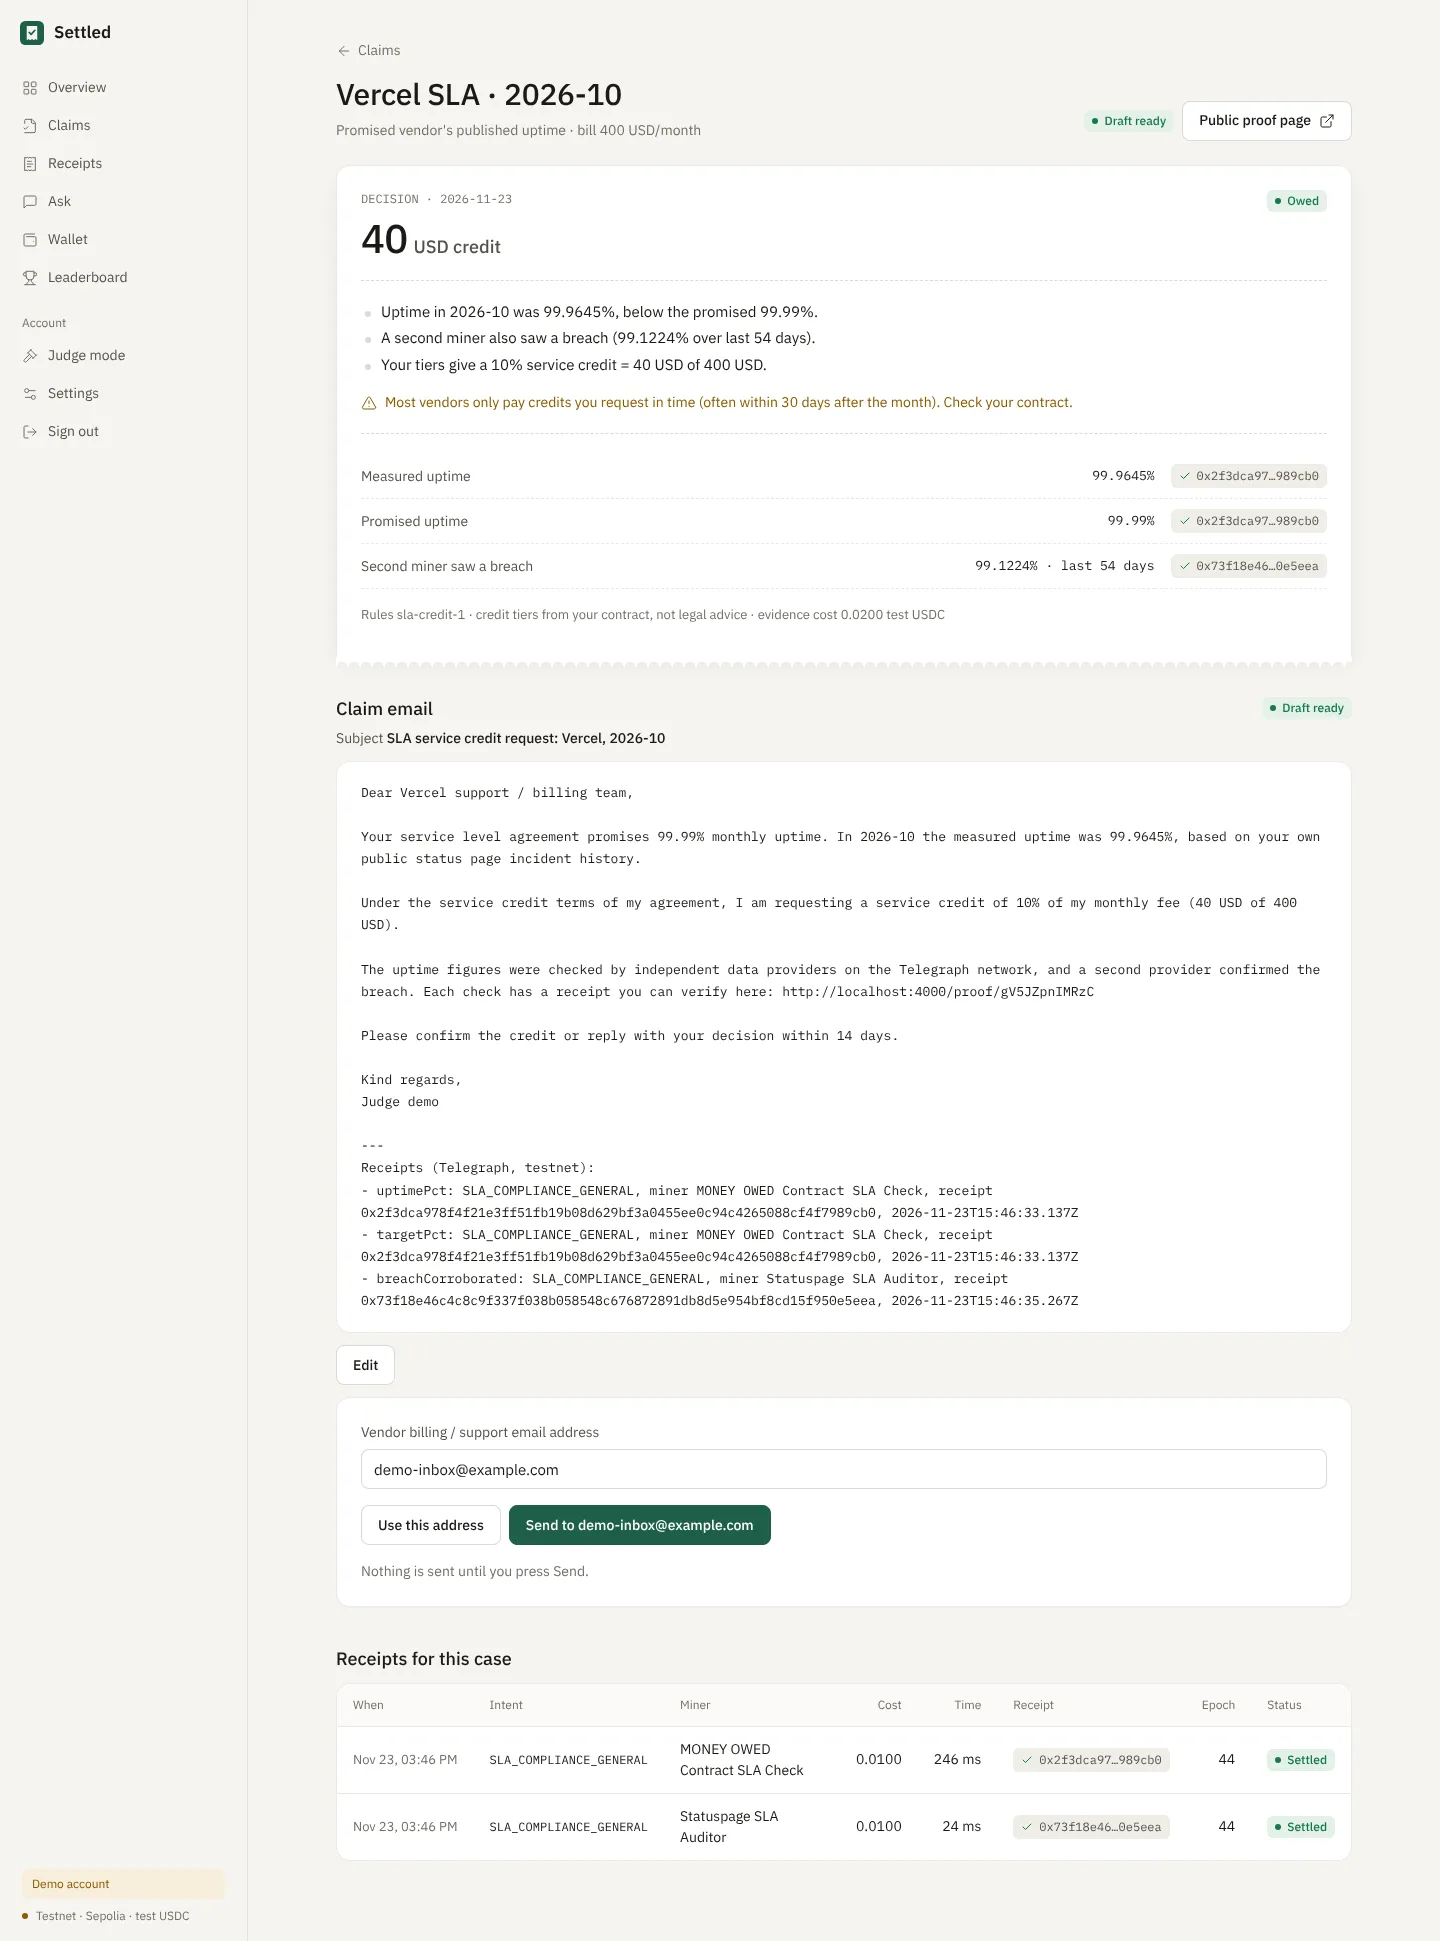 Settled
Overview
Claims
Receipts
Ask
Wallet
Leaderboard
Account
Judge mode
Settings
Sign out
Demo account
Testnet · Sepolia · test USDC
Claims
Vercel SLA · 2026-10
Promised vendor's published uptime · bill 400 USD/month
Draft ready
Public proof page
DECISION · 2026-11-23
Owed
40 USD credit
Uptime in 2026-10 was 99.9645%, below the promised 99.99%.
A second miner also saw a breach (99.1224% over last 54 days).
Your tiers give a 10% service credit = 40 USD of 400 USD.
Most vendors only pay credits you request in time (often within 30 days after the month). Check your contract.
Measured uptime 99.9645% 0x2f3dca97…989cb0
Promised uptime 99.99% 0x2f3dca97…989cb0
Second miner saw a breach 99.1224% · last 54 days 0x73f18e46…0e5eea
Rules sla-credit-1 · credit tiers from your contract, not legal advice · evidence cost 0.0200 test USDC
Claim email
Draft ready
Subject SLA service credit request: Vercel, 2026-10
Dear Vercel support / billing team,
Your service level agreement promises 99.99% monthly uptime. In 2026-10 the measured uptime was 99.9645%, based on your own
public status page incident history.
Under the service credit terms of my agreement, I am requesting a service credit of 10% of my monthly fee (40 USD of 400
USD).
The uptime figures were checked by independent data providers on the Telegraph network, and a second provider confirmed the
breach. Each check has a receipt you can verify here: http://localhost:4000/proof/gV5JZpnIMRzC
Please confirm the credit or reply with your decision within 14 days.
Kind regards,
Judge demo
---
Receipts (Telegraph, testnet):
- uptimePct: SLA_COMPLIANCE_GENERAL, miner MONEY OWED Contract SLA Check, receipt
0x2f3dca978f4f21e3ff51fb19b08d629bf3a0455ee0c94c4265088cf4f7989cb0, 2026-11-23T15:46:33.137Z
- targetPct: SLA_COMPLIANCE_GENERAL, miner MONEY OWED Contract SLA Check, receipt
0x2f3dca978f4f21e3ff51fb19b08d629bf3a0455ee0c94c4265088cf4f7989cb0, 2026-11-23T15:46:33.137Z
- breachCorroborated: SLA_COMPLIANCE_GENERAL, miner Statuspage SLA Auditor, receipt
0x73f18e46c4c8c9f337f038b058548c676872891db8d5e954bf8cd15f950e5eea, 2026-11-23T15:46:35.267Z
Edit
Vendor billing / support email address
demo-inbox@example.com
Use this address
Send to demo-inbox@example.com
Nothing is sent until you press Send.
Receipts for this case
When Intent Miner Cost Time Receipt Epoch Status
Nov 23, 03:46 PM SLA_COMPLIANCE_GENERAL MONEY OWED
Contract SLA Check 0.0100 246 ms 0x2f3dca97…989cb0 44 Settled
Nov 23, 03:46 PM SLA_COMPLIANCE_GENERAL Statuspage SLA
Auditor 0.0100 24 ms 0x73f18e46…0e5eea 44 Settled